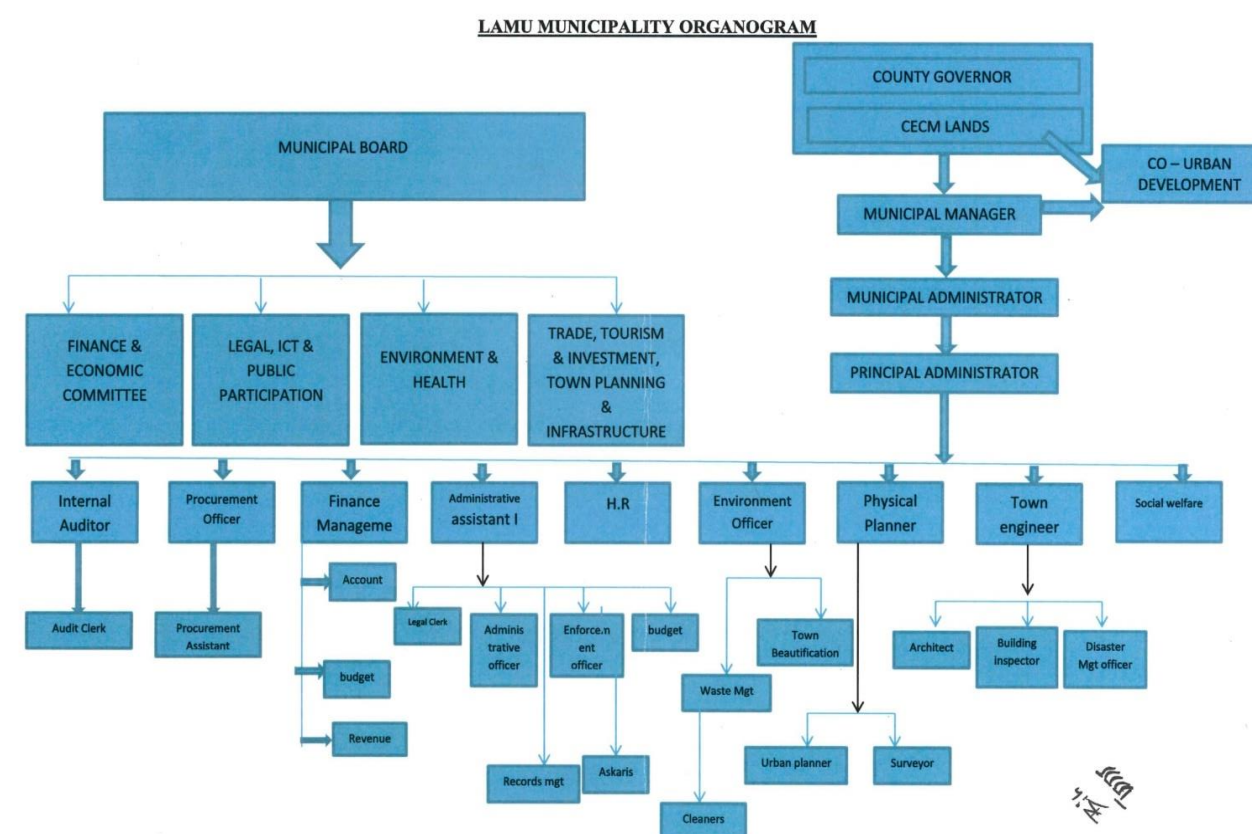 LAMU MUNICIPALITY ORGANOGRAM
COUNTY GOVERNOR
CECM LANDS
MUNICIPAL BOARD
CO – URBAN
DEVELOPMENT
MUNICIPAL MANAGER
MUNICIPAL ADMINISTRATOR
PRINCIPAL ADMINISTRATOR
FINANCE &
ECONOMIC
COMMITTEE
LEGAL, ICT &
PUBLIC
PARTICIPATION
ENVIRONMENT &
HEALTH
TRADE, TOURISM
& INVESTMENT,
TOWN PLANNING
&
INFRASTRUCTURE
Internal
Auditor
Procurement
Officer
Finance
Manageme
Administrative
assistant I
H.R
Environment
Officer
Physical
Planner
Town
engineer
Social welfare
Audit Clerk
Procurement
Assistant
Account
budget
Revenue
Legal Clerk
Adminis
trative
officer
Enforcem
ent
officer
budget
Records mgt
Askaris
Town
Beautification
Waste Mgt
Cleaners
Urban planner
Surveyor
Architect
Building
inspector
Disaster
Mgt officer